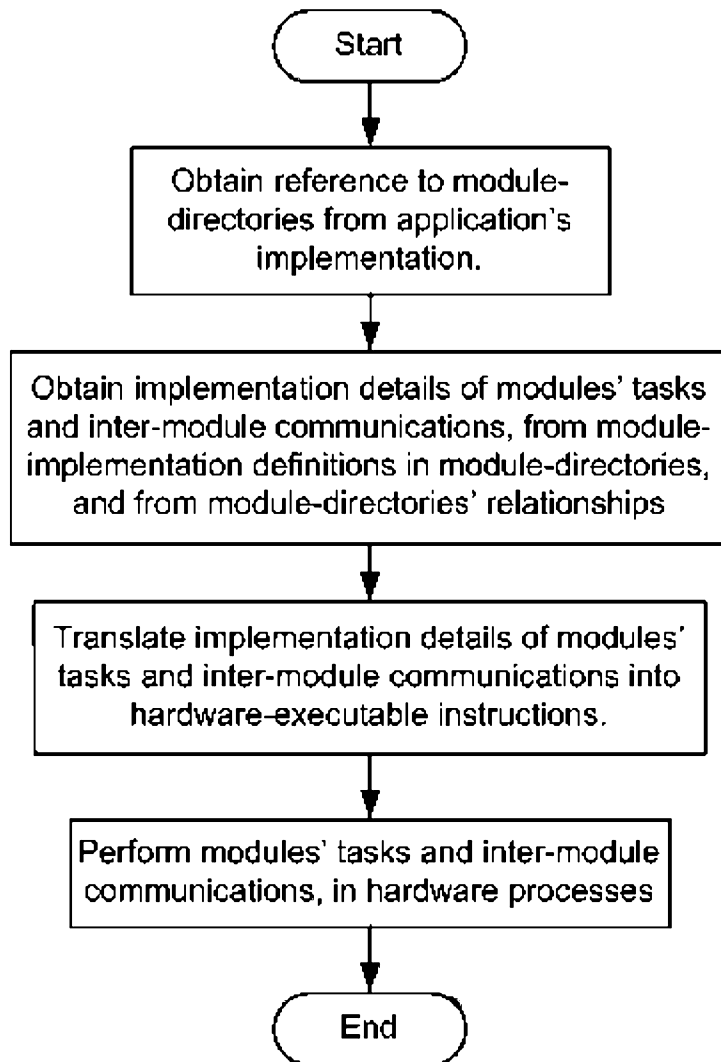 Start
Obtain reference to module-
directories from application's
implementation.
Obtain implementation details of modules' tasks
and inter-module communications, from module-
implementation definitions in module-directories,
and from module-directories' relationships
Translate implementation details of modules'
tasks and inter-module communications into
hardware-executable instructions.
Perform modules' tasks and inter-module
communications, in hardware processes
End